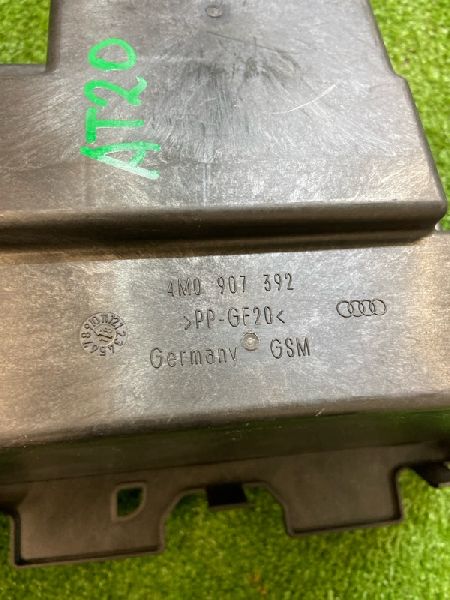 AT20
4M0 907 392
>PP-GF20<
Germany GSM